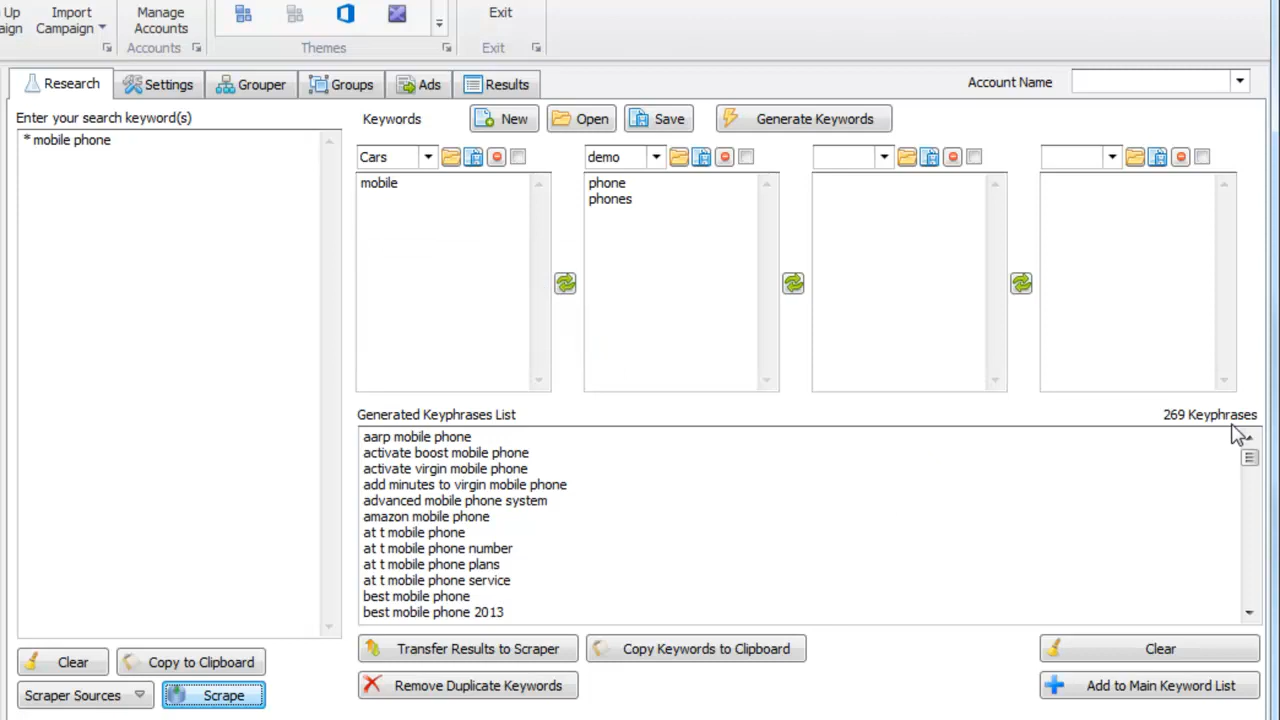 Up
Import
Manage
Exit
aign
Campaign
Accounts
Accounts
Themes
Exit
Research
Settings
Grouper
Groups
Ads
Results
Account Name
Enter your search keyword(s)
Keywords
New
Open
Save
Generate Keywords
* mobile phone
Cars
demo
mobile
phone
phones
Generated Keyphrases List
269 Keyphrases
aarp mobile phone
activate boost mobile phone
activate virgin mobile phone
add minutes to virgin mobile phone
advanced mobile phone system
amazon mobile phone
at t mobile phone
at t mobile phone number
at t mobile phone plans
at t mobile phone service
best mobile phone
best mobile phone 2013
Clear
Copy to Clipboard
Transfer Results to Scraper
Copy Keywords to Clipboard
Clear
Scraper Sources
Scrape
Remove Duplicate Keywords
Add to Main Keyword List